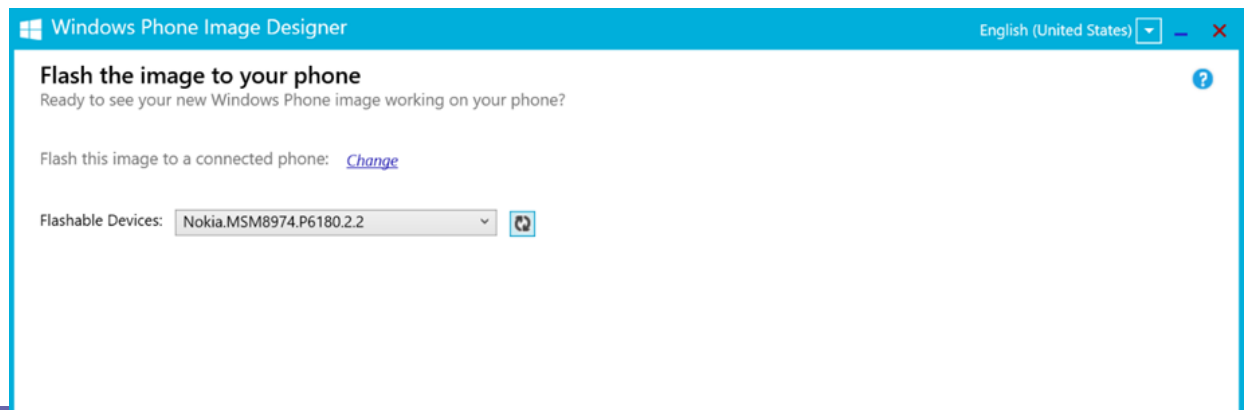 Windows Phone Image Designer
English (United States)
Flash the image to your phone
Ready to see your new Windows Phone image working on your phone?
Flash this image to a connected phone: Change
Flashable Devices: Nokia.MSM8974.P6180.2.2